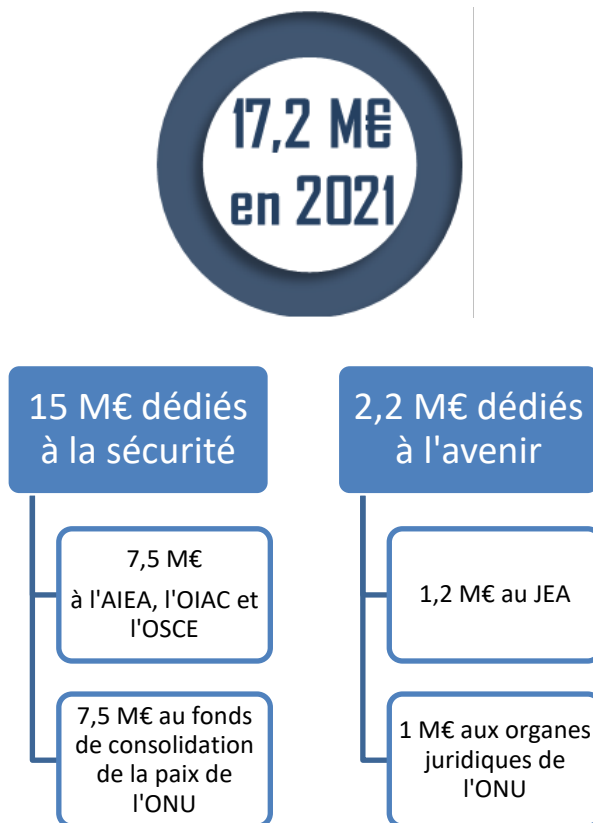 17,2 M€
en 2021
15 M€ dédiés
à la sécurité
7,5 M€
à l'AIEA, l'OIAC et
l'OSCE
7,5 M€ au fonds
de consolidation
de la paix de
l'ONU
2,2 M€ dédiés
à l'avenir
1,2 M€ au JEA
1 M€ aux organes
juridiques de
l'ONU